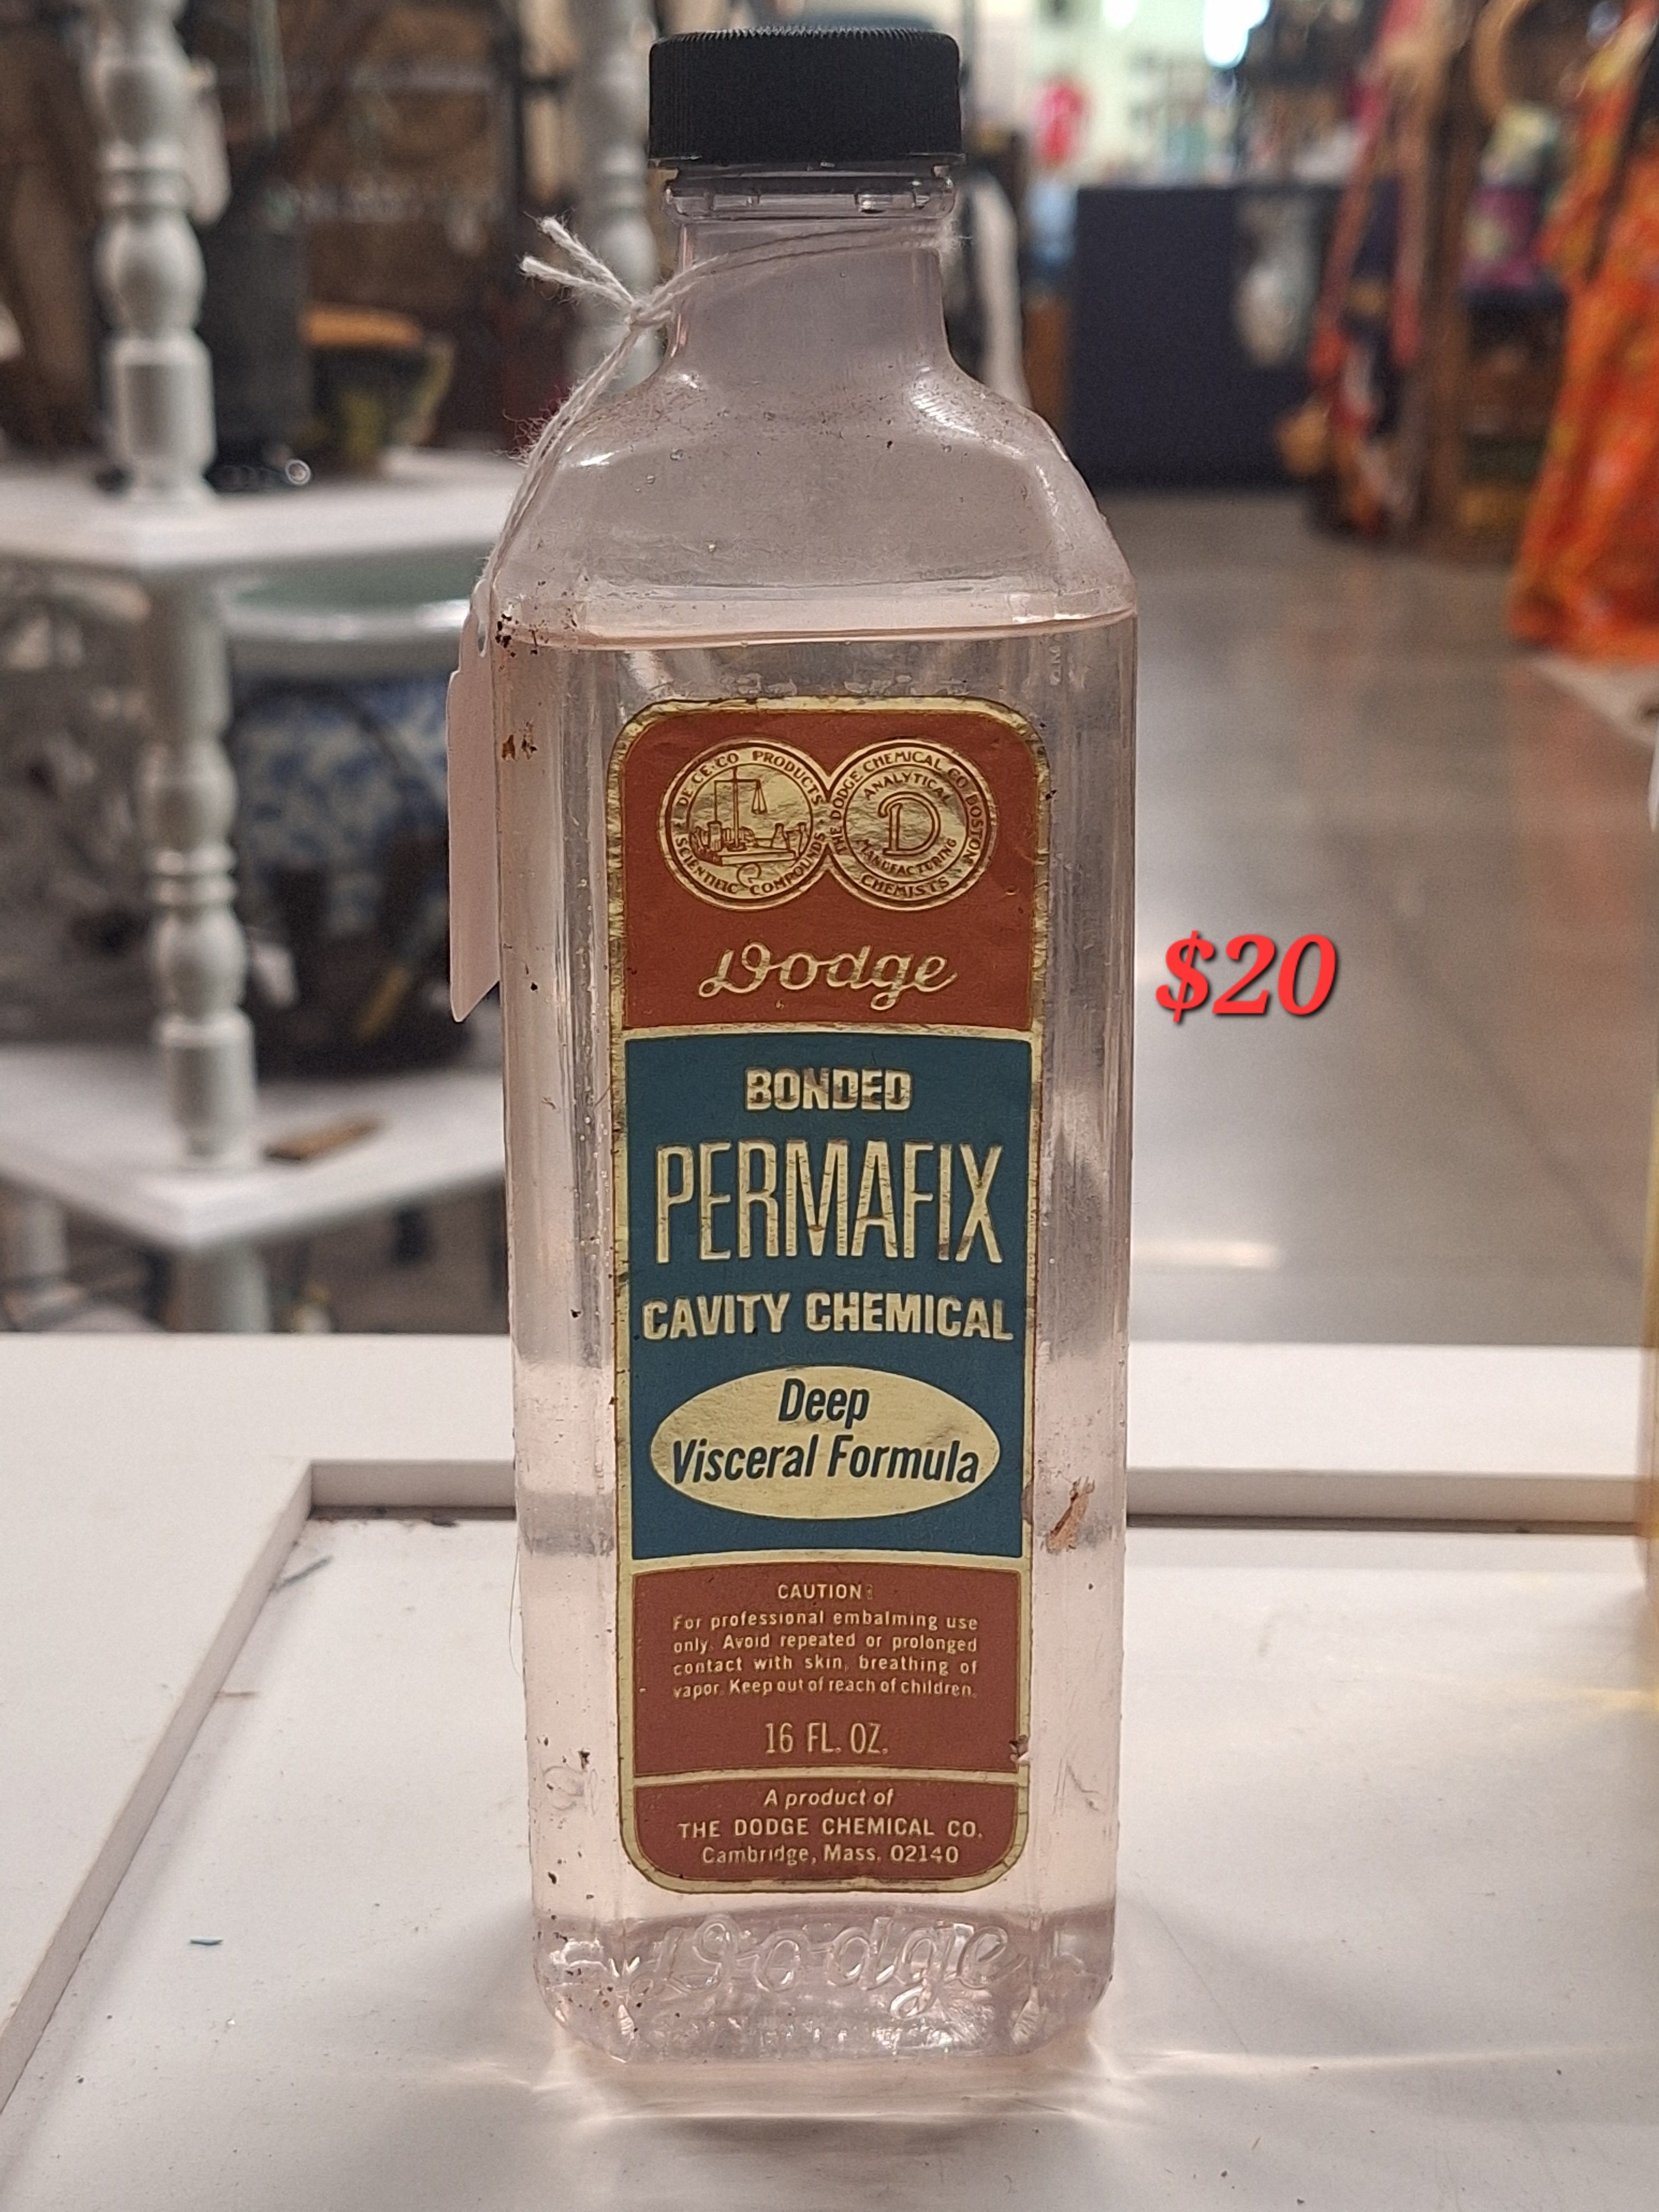 DE-CE-CO PRODUCTS
SCIENTIFIC COMPOUNDS
THE DODGE CHEMICAL CO. BOSTON
ANALYTICAL
D
MANUFACTURING
CHEMISTS
Dodge
$20
BONDED
PERMAFIX
CAVITY CHEMICAL
Deep
Visceral Formula
CAUTION:
For professional embalming use
only. Avoid repeated or prolonged
contact with skin, breathing of
vapor. Keep out of reach of children.
16 FL. OZ.
A product of
THE DODGE CHEMICAL CO.
Cambridge, Mass. 02140
Dodge